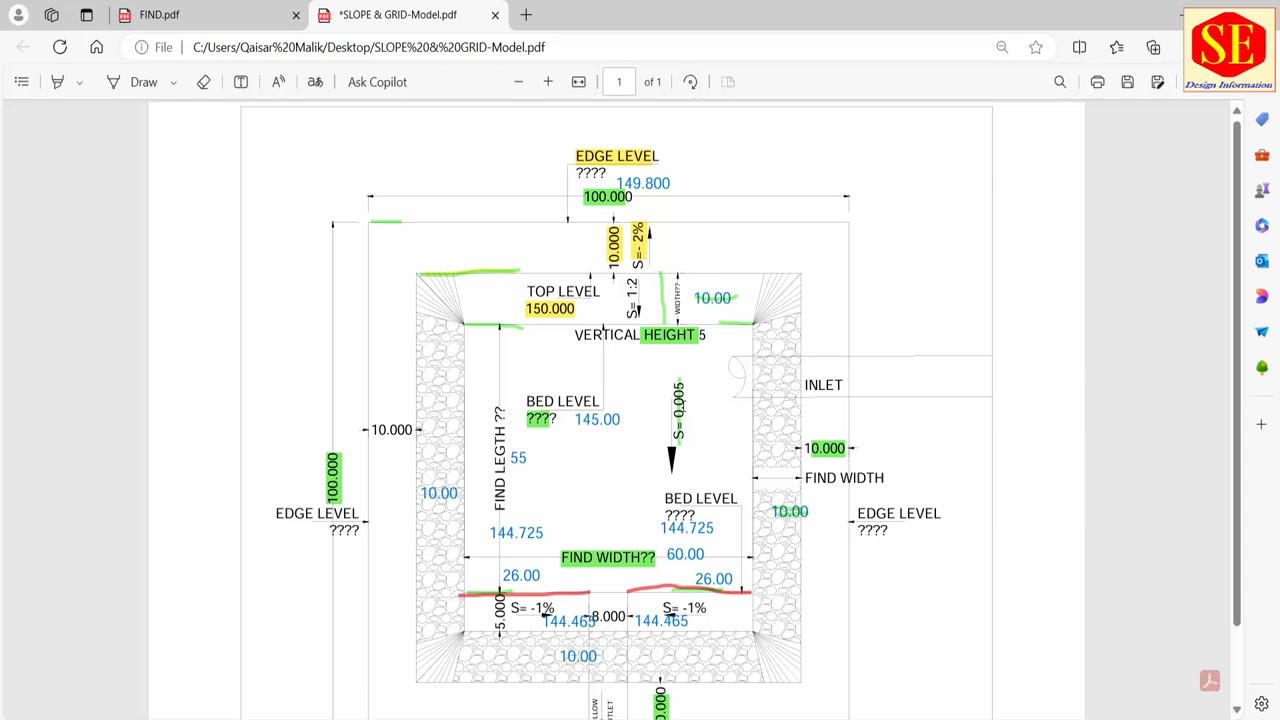 FIND.pdf
*SLOPE & GRID-Model.pdf
File
C:/Users/Qaisar%20Malik/Desktop/SLOPE%20&%20GRID-Model.pdf
SE
Design Information
Draw
Ask Copilot
1
of 1
EDGE LEVEL
????
149.800
100.000
10.000
S=- 2%
TOP LEVEL
150.000
S= 1:2
WIDTH??
10.00
VERTICAL HEIGHT 5
INLET
S= 0.005
BED LEVEL
????
145.00
10.000
10.000
FIND LEGTH ??
55
FIND WIDTH
100.000
10.00
BED LEVEL
????
10.00
EDGE LEVEL
????
EDGE LEVEL
????
144.725
144.725
FIND WIDTH??
60.00
26.00
26.00
5.000
S= -1%
8.000
S= -1%
144.465
144.465
10.00